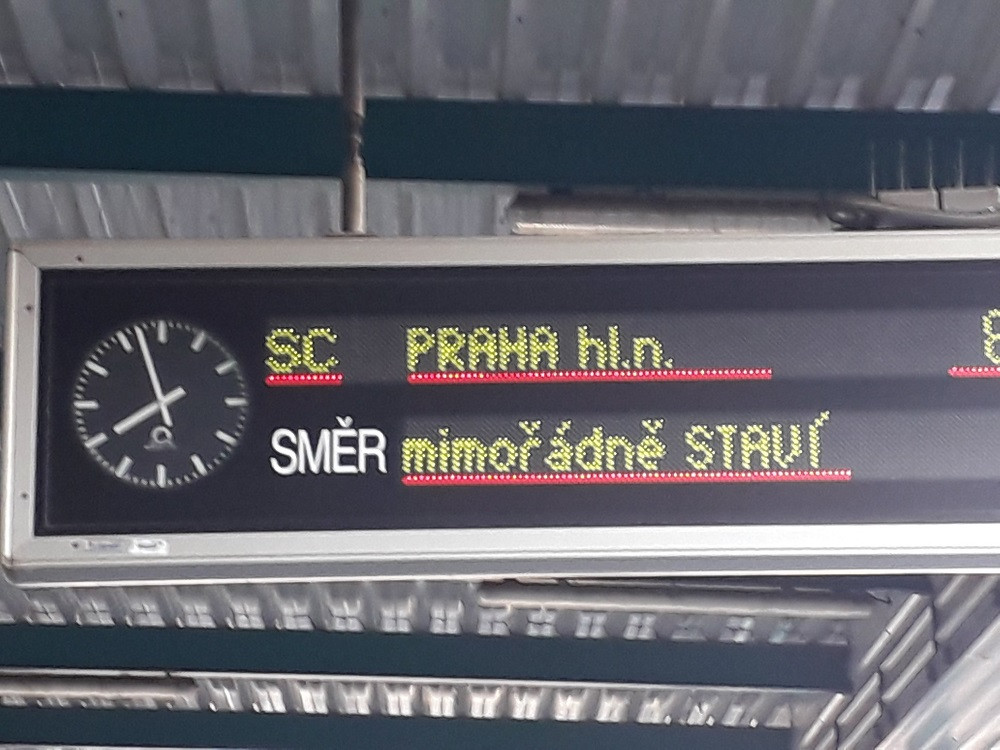 SC PRAHA hl.n.
SMĚR mimořádně STAVÍ